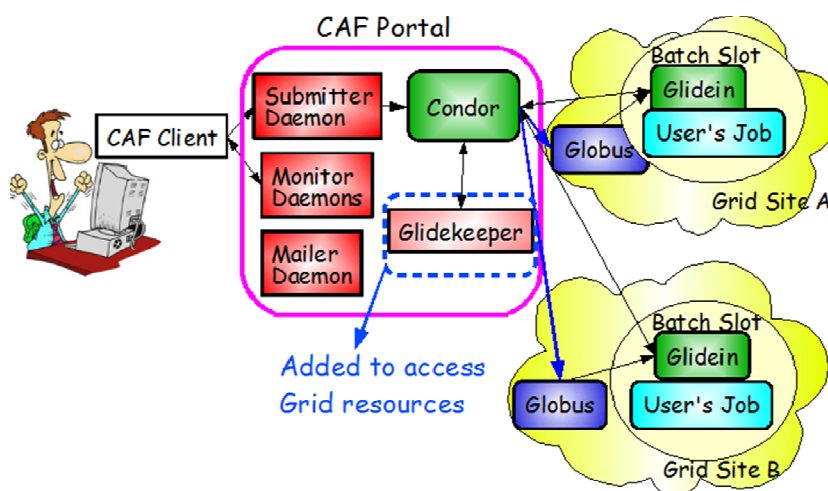 CAF Portal
CAF Client
Submitter
Daemon
Monitor
Daemons
Mailer
Daemon
Condor
Glidekeeper
Added to access
Grid resources
Batch Slot
Glidein
User's Job
Globus
Grid Site A
Batch Slot
Glidein
User's Job
Globus
Grid Site B